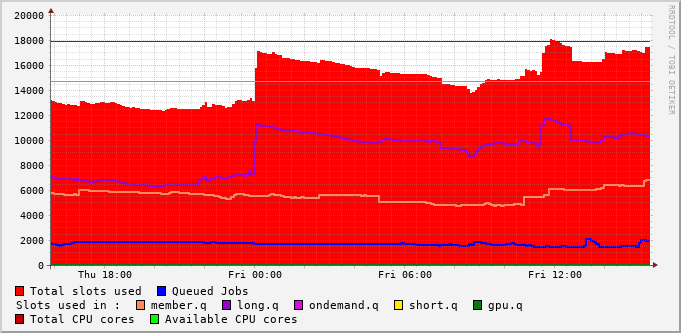 20000
18000
16000
14000
12000
10000
8000
6000
4000
2000
0
Thu 18:00 Fri 00:00 Fri 06:00 Fri 12:00
RRDTOOL / TOBI OETIKER
Total slots used Queued Jobs
Slots used in : member.q long.q ondemand.q short.q gpu.q
Total CPU cores Available CPU cores